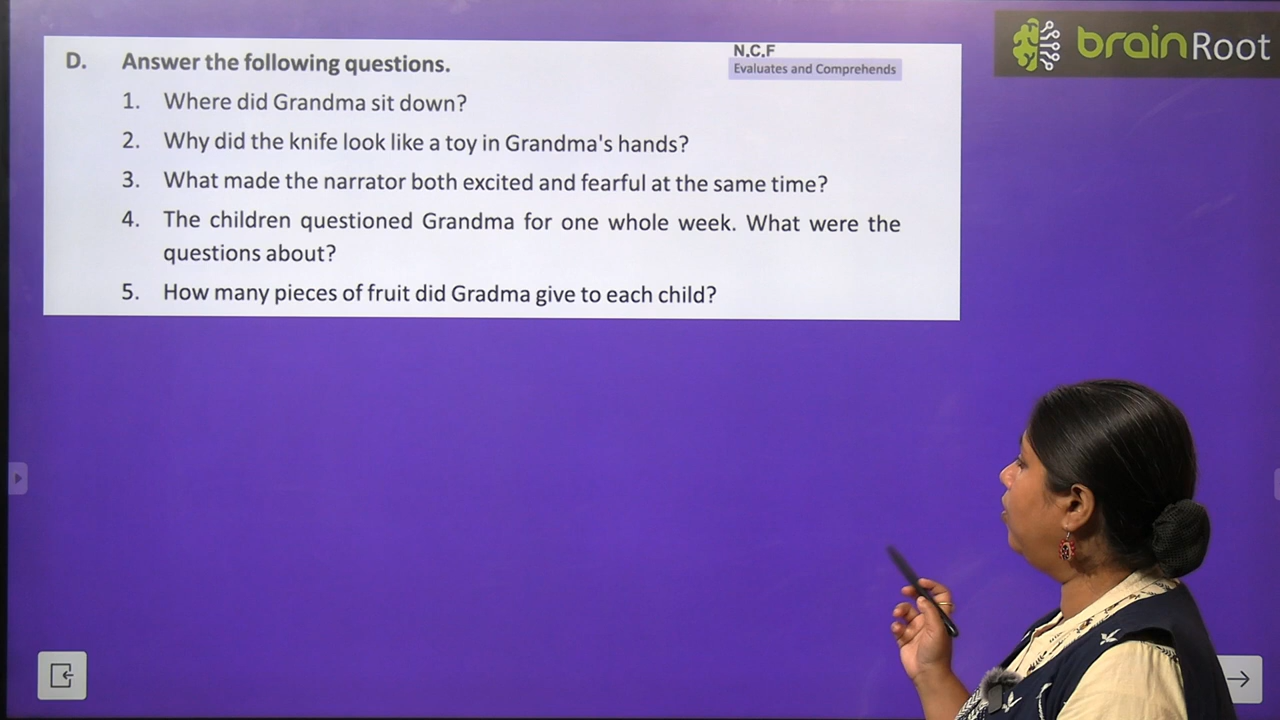 brainRoot
N.C.F
D. Answer the following questions.
Evaluates and Comprehends
1. Where did Grandma sit down?
2. Why did the knife look like a toy in Grandma's hands?
3. What made the narrator both excited and fearful at the same time?
4. The children questioned Grandma for one whole week. What were the
questions about?
5. How many pieces of fruit did Gradma give to each child?